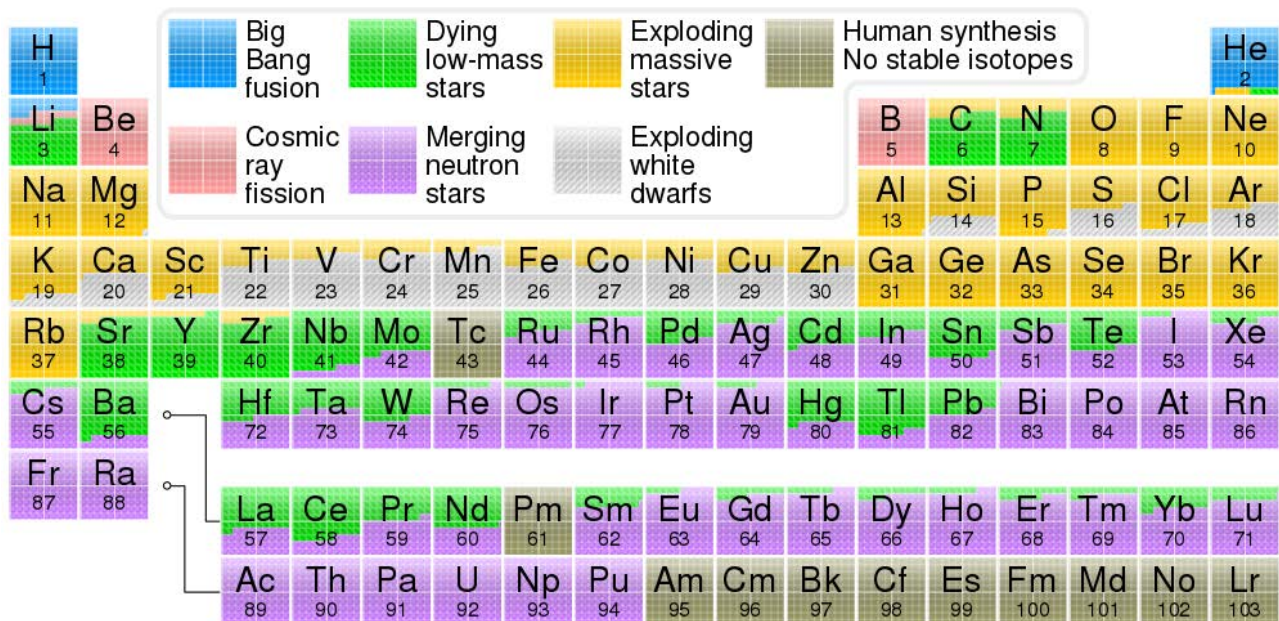 Big
Bang
fusion
Dying
low-mass
stars
Exploding
massive
stars
Human synthesis
No stable isotopes
Cosmic
ray
fission
Merging
neutron
stars
Exploding
white
dwarfs
H He
1 2
Li Be B C N O F Ne
3 4 5 6 7 8 9 10
Na Mg Al Si P S Cl Ar
11 12 13 14 15 16 17 18
K Ca Sc Ti V Cr Mn Fe Co Ni Cu Zn Ga Ge As Se Br Kr
19 20 21 22 23 24 25 26 27 28 29 30 31 32 33 34 35 36
Rb Sr Y Zr Nb Mo Tc Ru Rh Pd Ag Cd In Sn Sb Te I Xe
37 38 39 40 41 42 43 44 45 46 47 48 49 50 51 52 53 54
Cs Ba Hf Ta W Re Os Ir Pt Au Hg Tl Pb Bi Po At Rn
55 56 72 73 74 75 76 77 78 79 80 81 82 83 84 85 86
Fr Ra
87 88
La Ce Pr Nd Pm Sm Eu Gd Tb Dy Ho Er Tm Yb Lu
57 58 59 60 61 62 63 64 65 66 67 68 69 70 71
Ac Th Pa U Np Pu Am Cm Bk Cf Es Fm Md No Lr
89 90 91 92 93 94 95 96 97 98 99 100 101 102 103